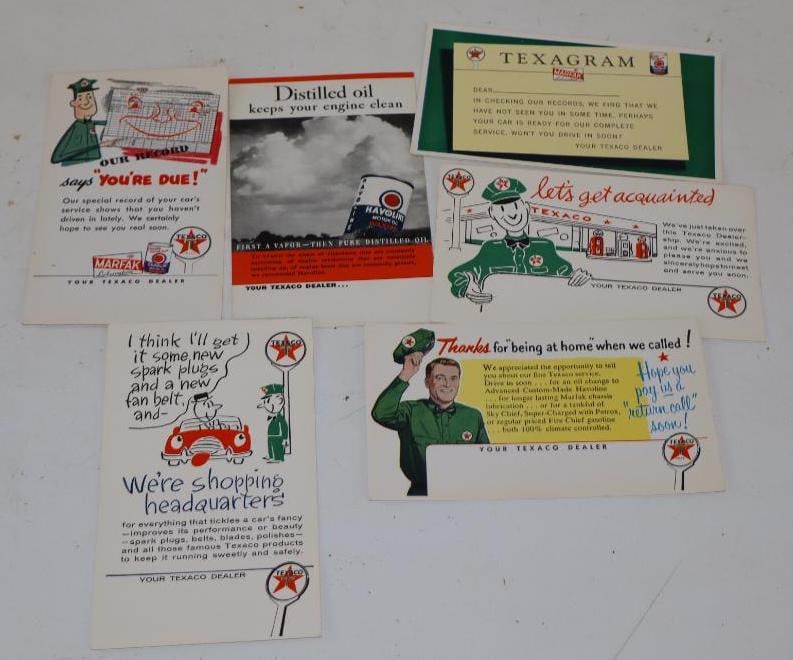 OUR RECORD
says "YOU'RE DUE!"
Our special record of your car's
service shows that you haven't
driven in lately. We certainly
hope to see you real soon.
TEXACO
MARFAK
Lubrication
HAVOLINE
YOUR TEXACO DEALER
Distilled oil
keeps your engine clean
HAVOLINE
MOTOR OIL
FIRST A VAPOR—THEN PURE DISTILLED OIL
YOUR TEXACO DEALER...
TEXAGRAM
MARFAK
DEAR
IN CHECKING OUR RECORDS, WE FIND THAT WE
HAVE NOT SEEN YOU IN SOME TIME. PERHAPS
YOUR CAR IS READY FOR OUR COMPLETE
SERVICE. WON'T YOU DRIVE IN SOON?
YOUR TEXACO DEALER
TEXACO
let's get acquainted
TEXACO
We've just taken over
this Texaco Dealer-
ship. We're excited,
and we're anxious to
please you and we
sincerely hope to meet
and serve you soon.
YOUR TEXACO DEALER
TEXACO
I think I'll get
it some new
spark plugs
and a new
fan belt,
and-
TEXACO
We're shopping
headquarters
for everything that tickles a car's fancy
—improves its performance or beauty
—spark plugs, belts, blades, polishes—
and all those famous Texaco products
to keep it running sweetly and safely.
YOUR TEXACO DEALER
TEXACO
Thanks for "being at home" when we called!
We appreciated the opportunity to tell
you about our fine Texaco service.
Drive in soon . . . for an oil change to
Advanced Custom-Made Havoline
. . . for longer lasting Marfak chassis
lubrication . . . or for a tankful of
Sky Chief, Super-Charged with Petrox,
or regular priced Fire Chief gasoline
. . . both 100% climate controlled.
Hope you
pay us a
"return call"
soon!
YOUR TEXACO DEALER
TEXACO